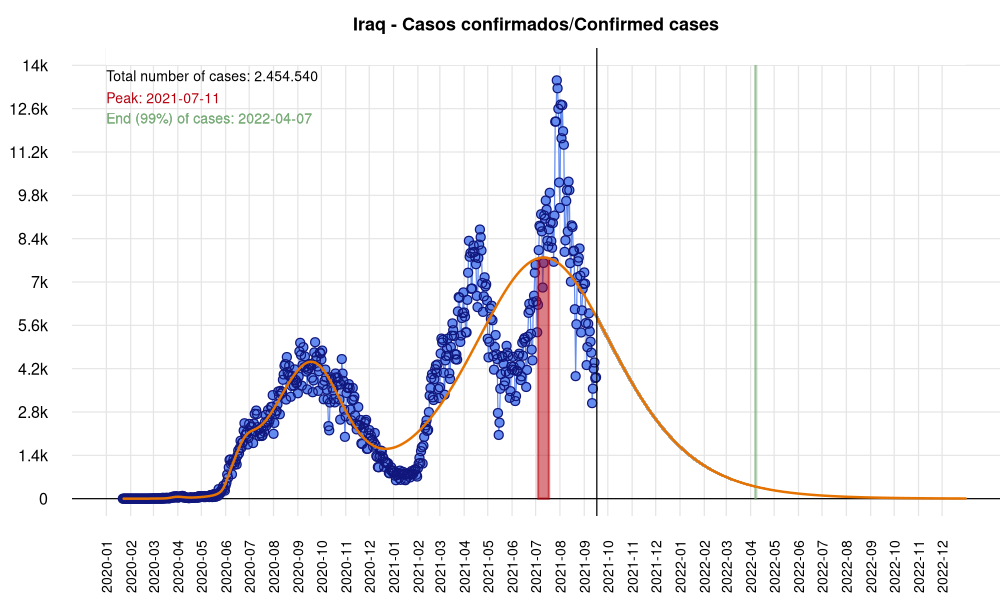 Iraq - Casos confirmados/Confirmed cases
Total number of cases: 2.454.540
Peak: 2021-07-11
End (99%) of cases: 2022-04-07
14k
12.6k
11.2k
9.8k
8.4k
7k
5.6k
4.2k
2.8k
1.4k
0
2020-01
2020-02
2020-03
2020-04
2020-05
2020-06
2020-07
2020-08
2020-09
2020-10
2020-11
2020-12
2021-01
2021-02
2021-03
2021-04
2021-05
2021-06
2021-07
2021-08
2021-09
2021-10
2021-11
2021-12
2022-01
2022-02
2022-03
2022-04
2022-05
2022-06
2022-07
2022-08
2022-09
2022-10
2022-11
2022-12